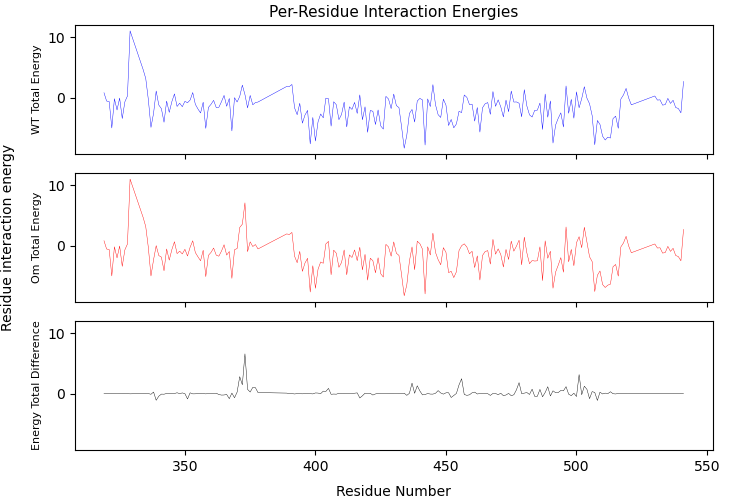 Per-Residue Interaction Energies
Residue interaction energy
WT Total Energy
10
0
Om Total Energy
10
0
Energy Total Difference
10
0
350
400
450
500
550
Residue Number